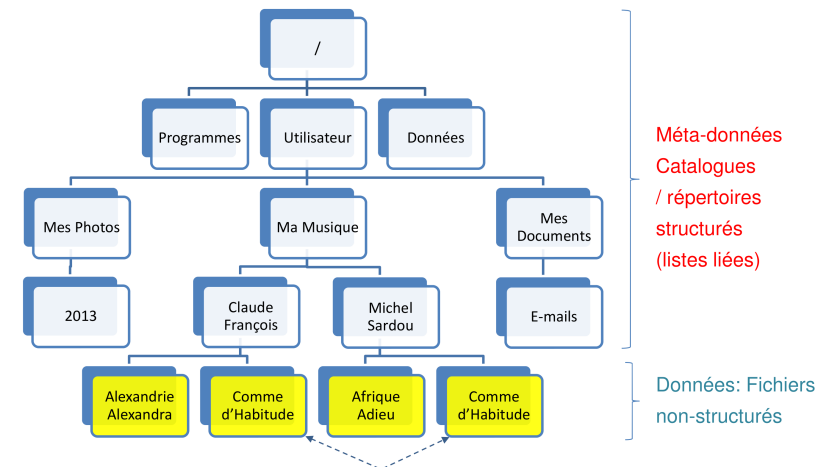 /
Programmes
Utilisateur
Données
Mes Photos
Ma Musique
Mes
Documents
2013
Claude
François
Michel
Sardou
E-mails
Alexandrie
Alexandra
Comme
d'Habitude
Afrique
Adieu
Comme
d'Habitude
Méta-données
Catalogues
/ répertoires
structurés
(listes liées)
Données: Fichiers
non-structurés